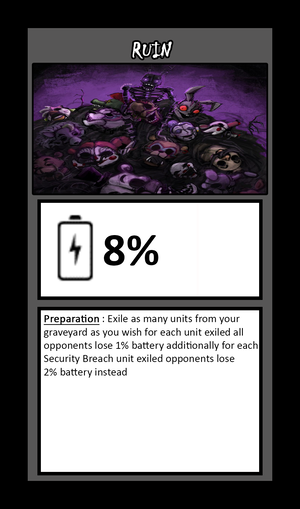 RUIN
8%
Preparation : Exile as many units from your
graveyard as you wish for each unit exiled all
opponents lose 1% battery additionally for each
Security Breach unit exiled opponents lose
2% battery instead